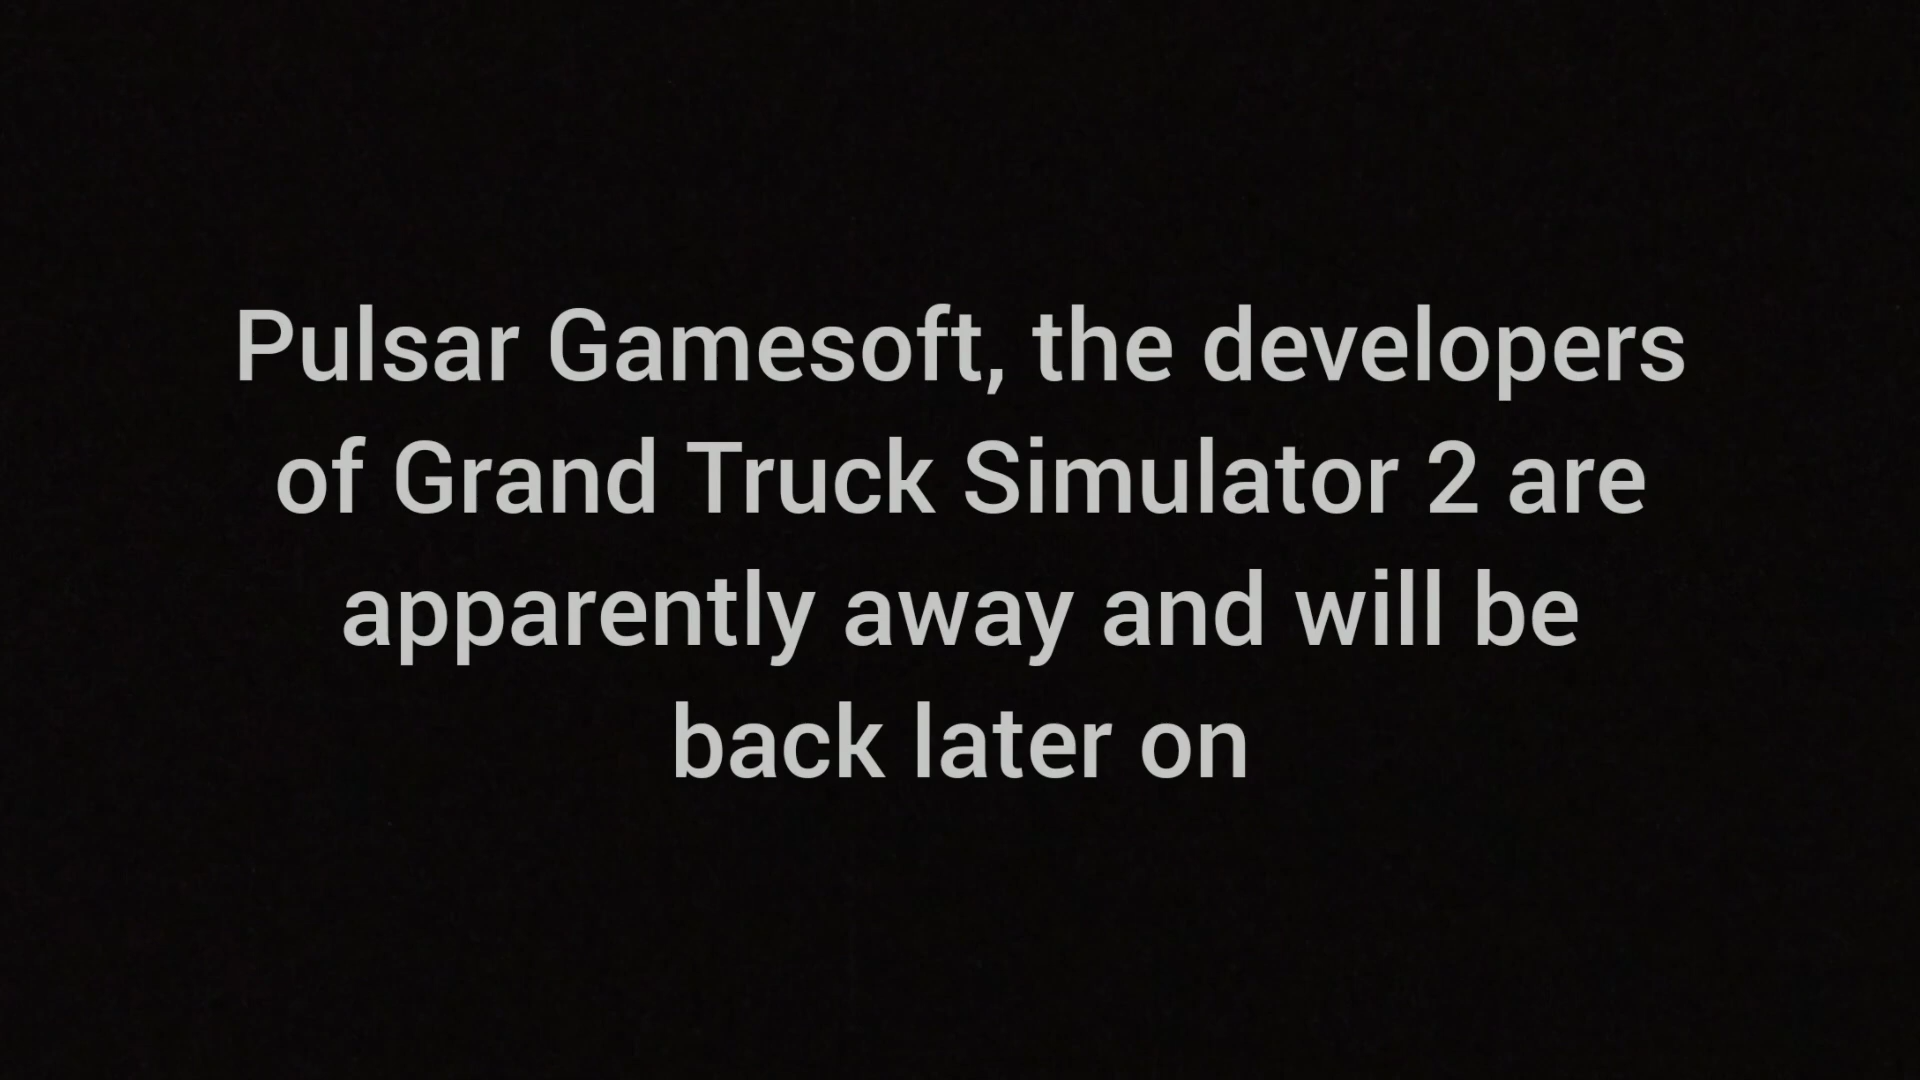 Pulsar Gamesoft, the developers
of Grand Truck Simulator 2 are
apparently away and will be
back later on